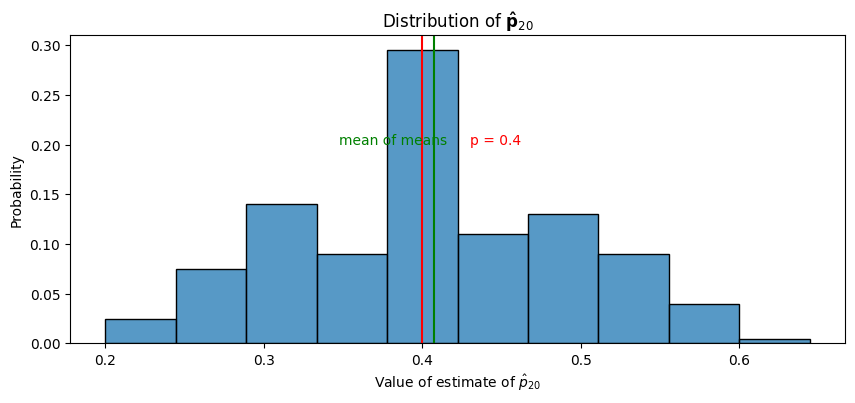 Distribution of p̂₂₀
0.30
0.25
0.20
0.15
0.10
0.05
0.00
Probability
mean of means
p = 0.4
0.2 0.3 0.4 0.5 0.6
Value of estimate of p̂₂₀